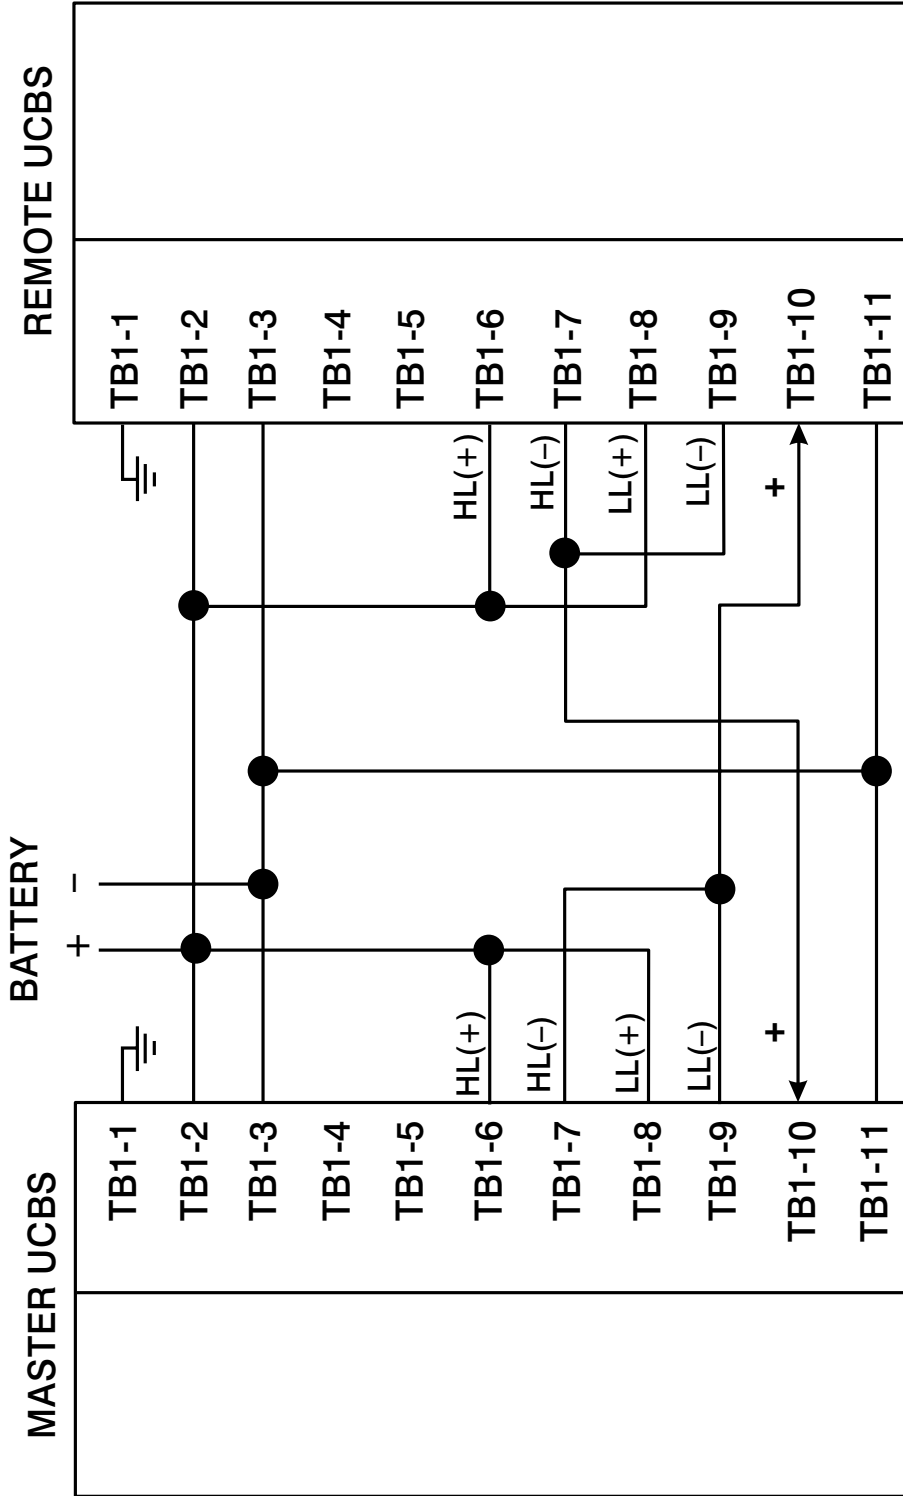 MASTER UCBS
BATTERY
REMOTE UCBS
+
–
TB1-1
TB1-1
TB1-2
TB1-2
TB1-3
TB1-3
TB1-4
TB1-4
TB1-5
TB1-5
TB1-6
HL(+)
HL(+)
TB1-6
TB1-7
HL(–)
HL(–)
TB1-7
TB1-8
LL(+)
LL(+)
TB1-8
TB1-9
LL(–)
LL(–)
TB1-9
TB1-10
+
+
TB1-10
TB1-11
TB1-11